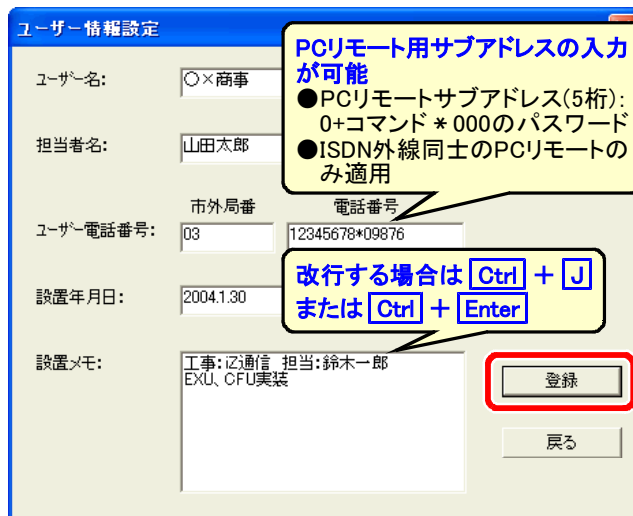 ユーザー情報設定
PCリモート用サブアドレスの入力
が可能
●PCリモートサブアドレス(5桁):
0+コマンド*000のパスワード
●ISDN外線同士のPCリモートの
み適用
ユーザー名:
○×商事
担当者名:
山田太郎
市外局番
電話番号
ユーザー電話番号:
03
12345678*09876
改行する場合は Ctrl + J
または Ctrl + Enter
設置年月日:
2004.1.30
設置メモ:
工事:iZ通信 担当:鈴木一郎
EXU、CFU実装
登録
戻る